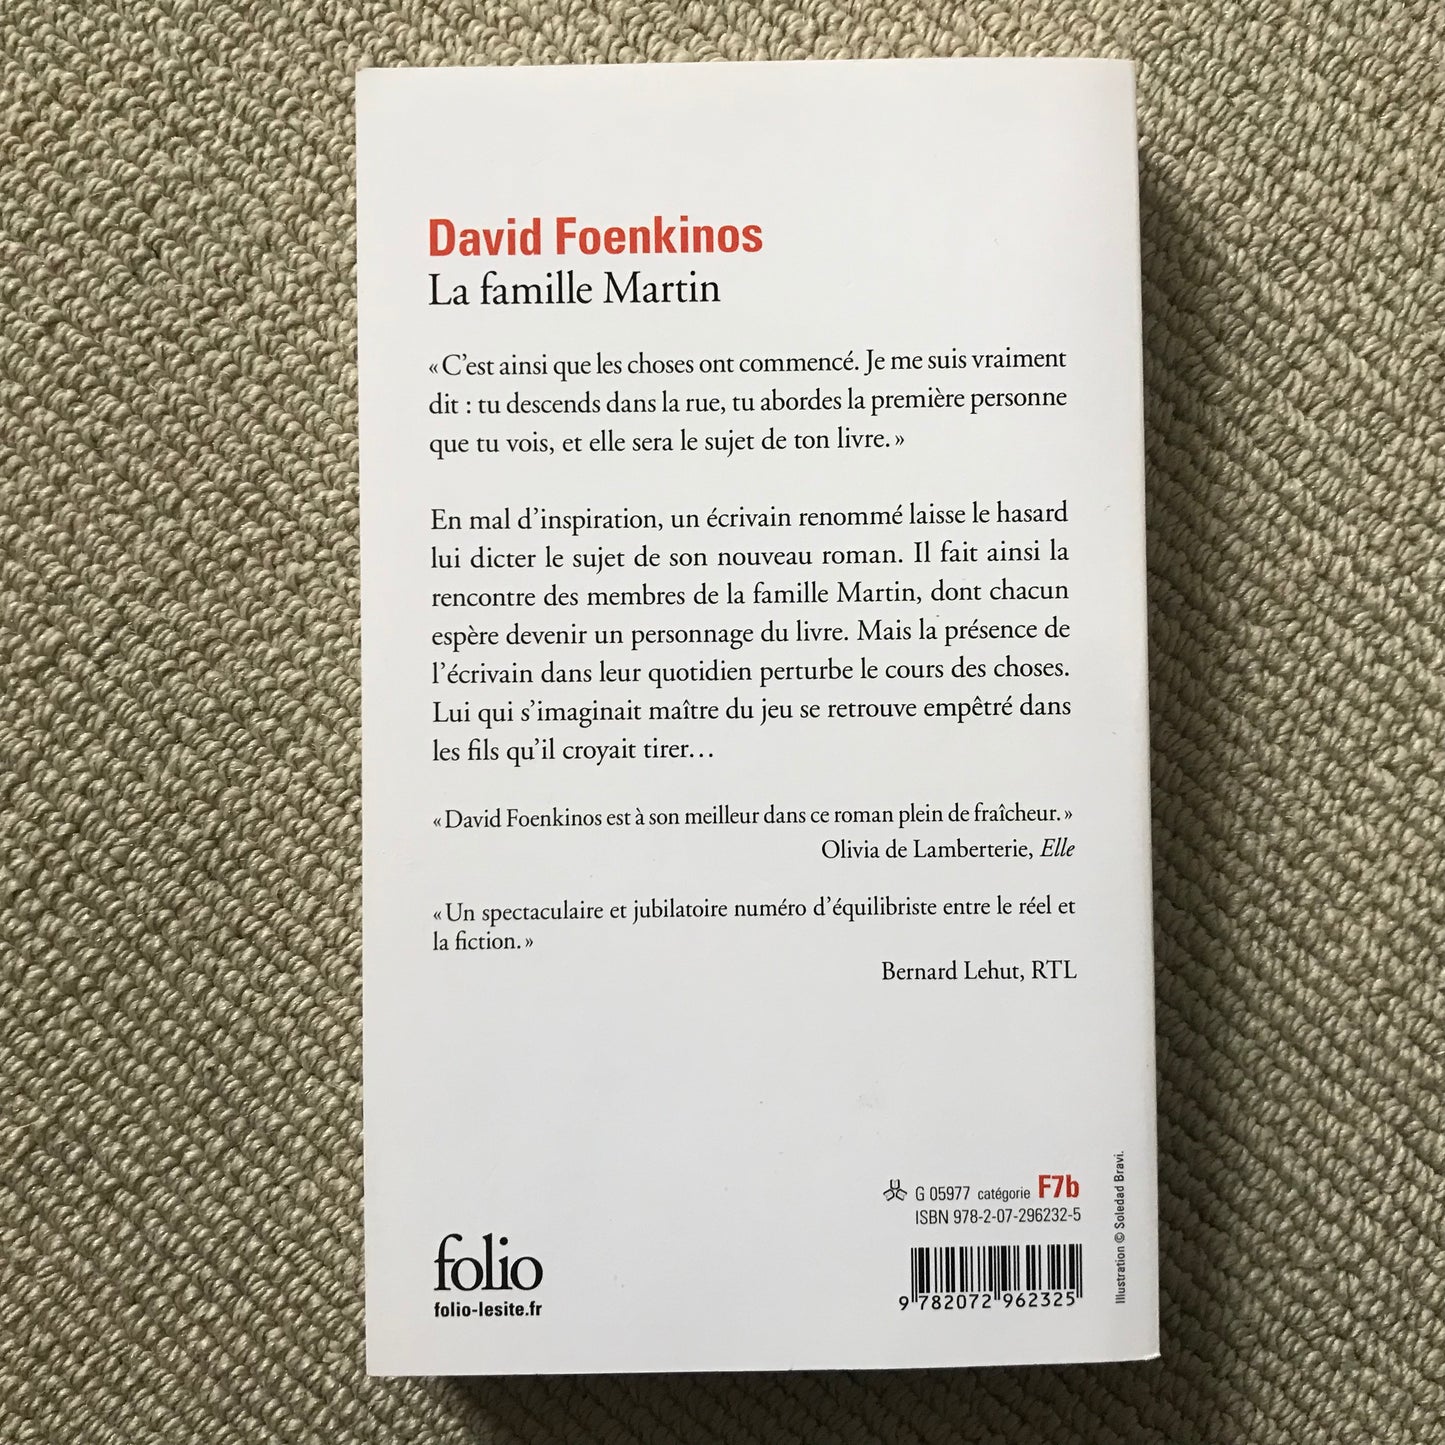 David Foenkinos
La famille Martin
« C’est ainsi que les choses ont commencé. Je me suis vraiment
dit : tu descends dans la rue, tu abordes la première personne
que tu vois, et elle sera le sujet de ton livre. »
En mal d’inspiration, un écrivain renommé laisse le hasard
lui dicter le sujet de son nouveau roman. Il fait ainsi la
rencontre des membres de la famille Martin, dont chacun
espère devenir un personnage du livre. Mais la présence de
l’écrivain dans leur quotidien perturbe le cours des choses.
Lui qui s’imaginait maître du jeu se retrouve empêtré dans
les fils qu’il croyait tirer…
« David Foenkinos est à son meilleur dans ce roman plein de fraîcheur. »
Olivia de Lamberterie, Elle
« Un spectaculaire et jubilatoire numéro d’équilibriste entre le réel et
la fiction. »
Bernard Lehut, RTL
G 05977 catégorie F7b
ISBN 978-2-07-296232-5
folio
folio-lesite.fr
9 782072 962325
Illustration © Soledad Bravi.